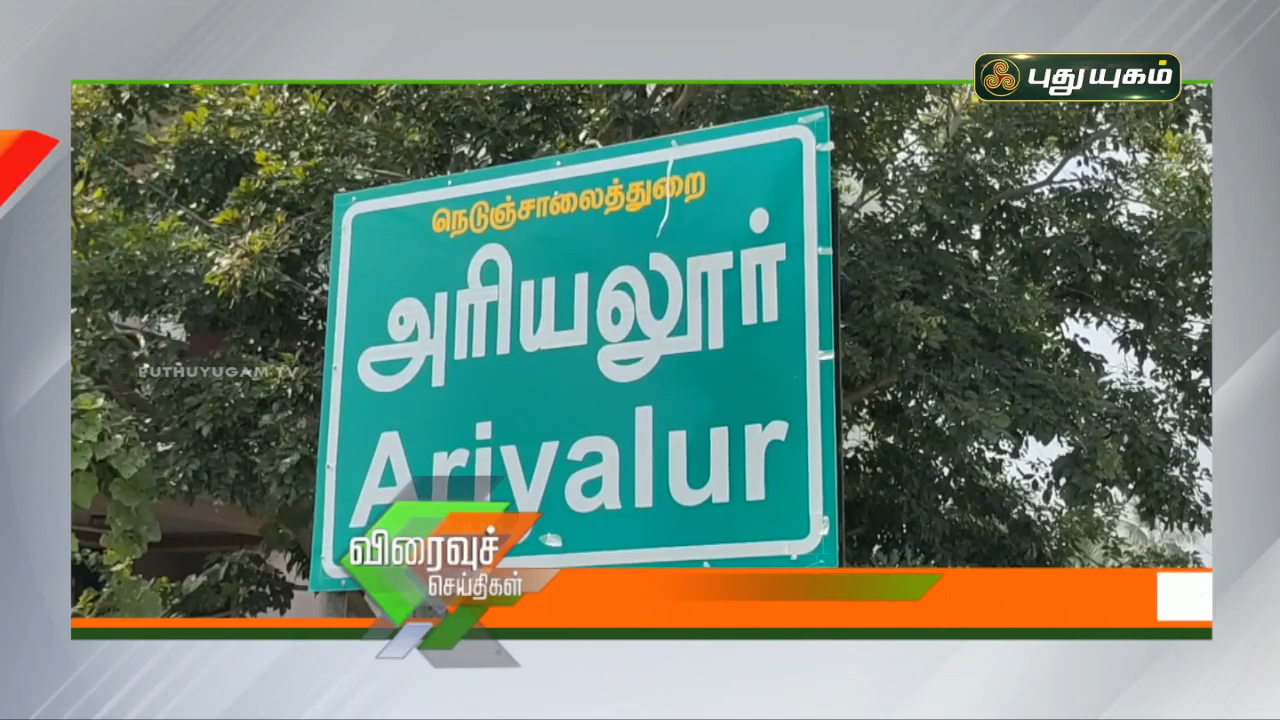 புதுயுகம்
நெடுஞ்சாலைத்துறை
அரியலூர்
PUTHUYUGAM TV
Ariyalur
விரைவுச்
செய்திகள்